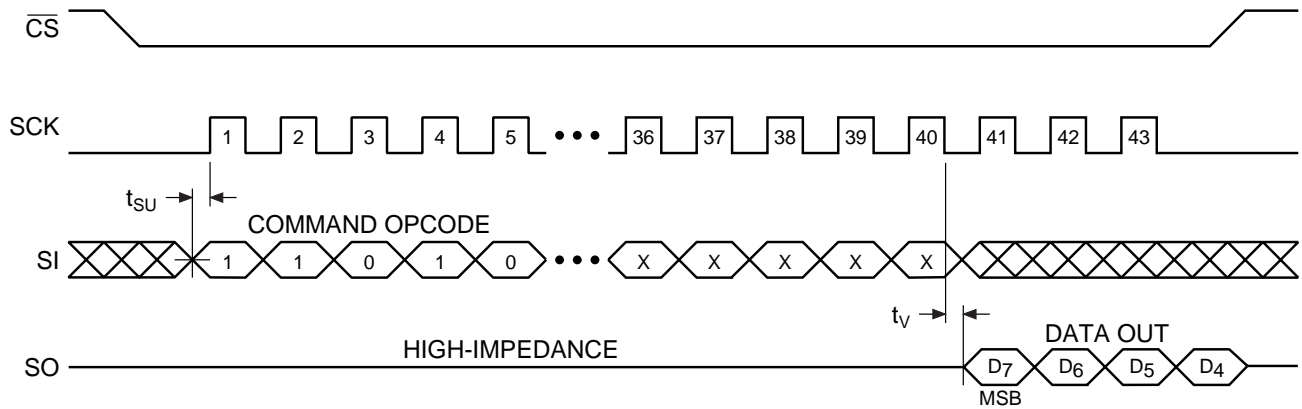 CS
SCK 1 2 3 4 5 ••• 36 37 38 39 40 41 42 43
tSU
COMMAND OPCODE
SI 1 1 0 1 0 ••• X X X X X
tV
HIGH-IMPEDANCE DATA OUT
SO D7 D6 D5 D4
MSB